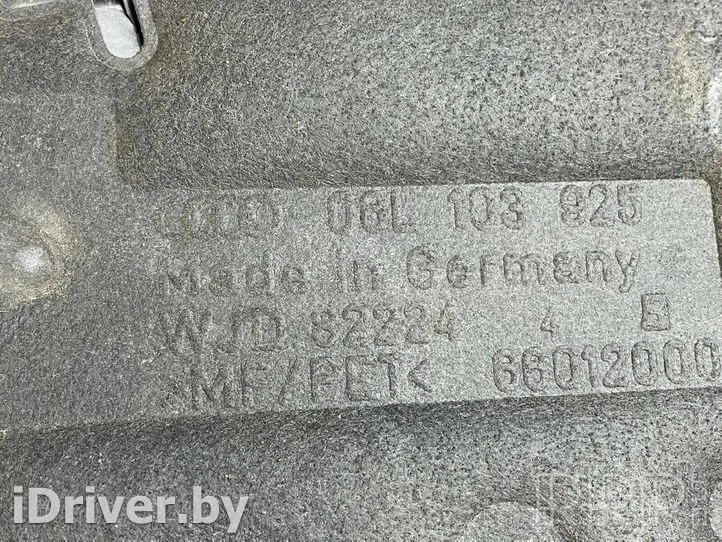 06L 103 925
Made in Germany
WJD 82224 4 E
>MF/PET< 66012000
iDriver.by